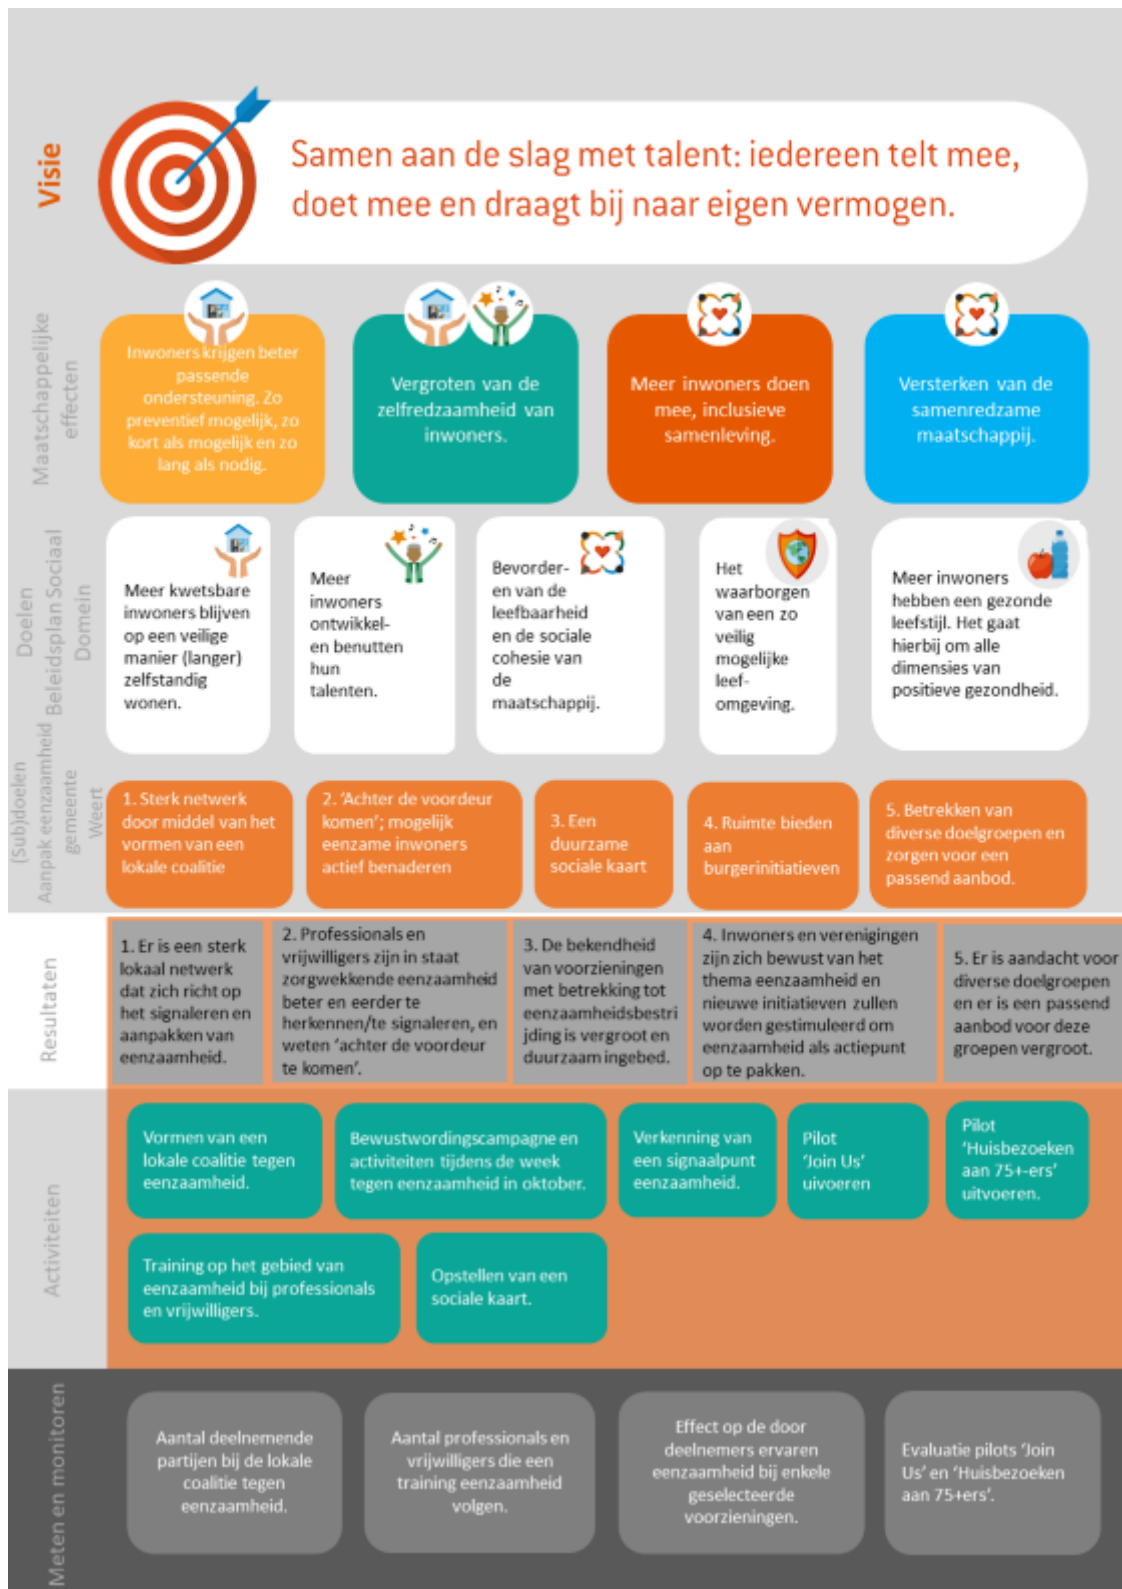 Visie
Samen aan de slag met talent: iedereen telt mee,
doet mee en draagt bij naar eigen vermogen.
Maatschappelijke
effecten
Inwoners krijgen beter
passende
ondersteuning. Zo
preventief mogelijk, zo
kort als mogelijk en zo
lang als nodig.
Vergroten van de
zelfredzaamheid van
inwoners.
Meer inwoners doen
mee, inclusieve
samenleving.
Versterken van de
samenredzame
maatschappij.
Doelen
Beleidsplan Sociaal
Domein
Meer kwetsbare
inwoners blijven
op een veilige
manier (langer)
zelfstandig
wonen.
Meer
inwoners
ontwikkel-
en benutten
hun
talenten.
Bevorder-
en van de
leefbaarheid
en de sociale
cohesie van
de
maatschappij.
Het
waarborgen
van een zo
veilig
mogelijke
leef-
omgeving.
Meer inwoners
hebben een gezonde
leefstijl. Het gaat
hierbij om alle
dimensies van
positieve gezondheid.
(Sub)doelen
Aanpak eenzaamheid
gemeente
Weert
1. Sterk netwerk
door middel van het
vormen van een
lokale coalitie
2. 'Achter de voordeur
komen'; mogelijk
eenzame inwoners
actief benaderen
3. Een
duurzame
sociale kaart
4. Ruimte bieden
aan
burgerinitiatieven
5. Betrekken van
diverse doelgroepen en
zorgen voor een
passend aanbod.
Resultaten
1. Er is een sterk
lokaal netwerk
dat zich richt op
het signaleren en
aanpakken van
eenzaamheid.
2. Professionals en
vrijwilligers zijn in staat
zorgwekkende eenzaamheid
beter en eerder te
herkennen/te signaleren, en
weten 'achter de voordeur
te komen'.
3. De bekendheid
van voorzieningen
met betrekking tot
eenzaamheidsbestri
jding is vergroot en
duurzaam ingebed.
4. Inwoners en verenigingen
zijn zich bewust van het
thema eenzaamheid en
nieuwe initiatieven zullen
worden gestimuleerd om
eenzaamheid als actiepunt
op te pakken.
5. Er is aandacht voor
diverse doelgroepen
en er is een passend
aanbod voor deze
groepen vergroot.
Activiteiten
Vormen van een
lokale coalitie tegen
eenzaamheid.
Bewustwordingscampagne en
activiteiten tijdens de week
tegen eenzaamheid in oktober.
Verkenning van
een signaalpunt
eenzaamheid.
Pilot
'Join Us'
uivoeren
Pilot
'Huisbezoeken
aan 75+-ers'
uitvoeren.
Training op het gebied van
eenzaamheid bij professionals
en vrijwilligers.
Opstellen van een
sociale kaart.
Meten en monitoren
Aantal deelnemende
partijen bij de lokale
coalitie tegen
eenzaamheid.
Aantal professionals en
vrijwilligers die een
training eenzaamheid
volgen.
Effect op de door
deelnemers ervaren
eenzaamheid bij enkele
geselecteerde
voorzieningen.
Evaluatie pilots 'Join
Us' en 'Huisbezoeken
aan 75+ers'.